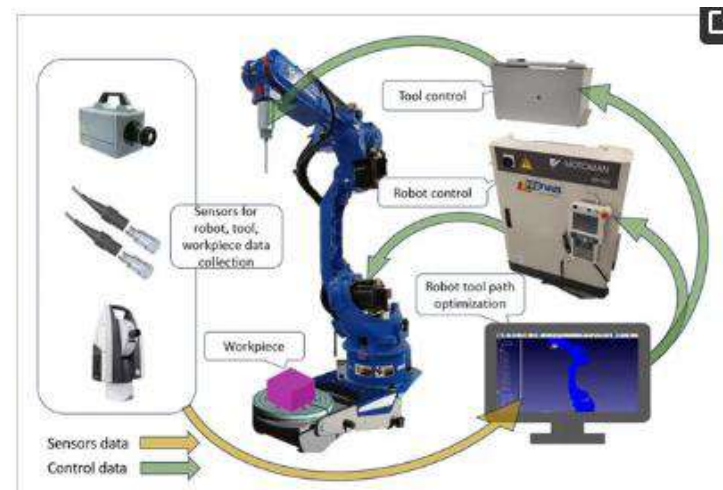 Tool control
MOTOMAN
Robot control
Sensors for
robot, tool,
workpiece data
collection
Robot tool path
optimization
Workpiece
Sensors data
Control data